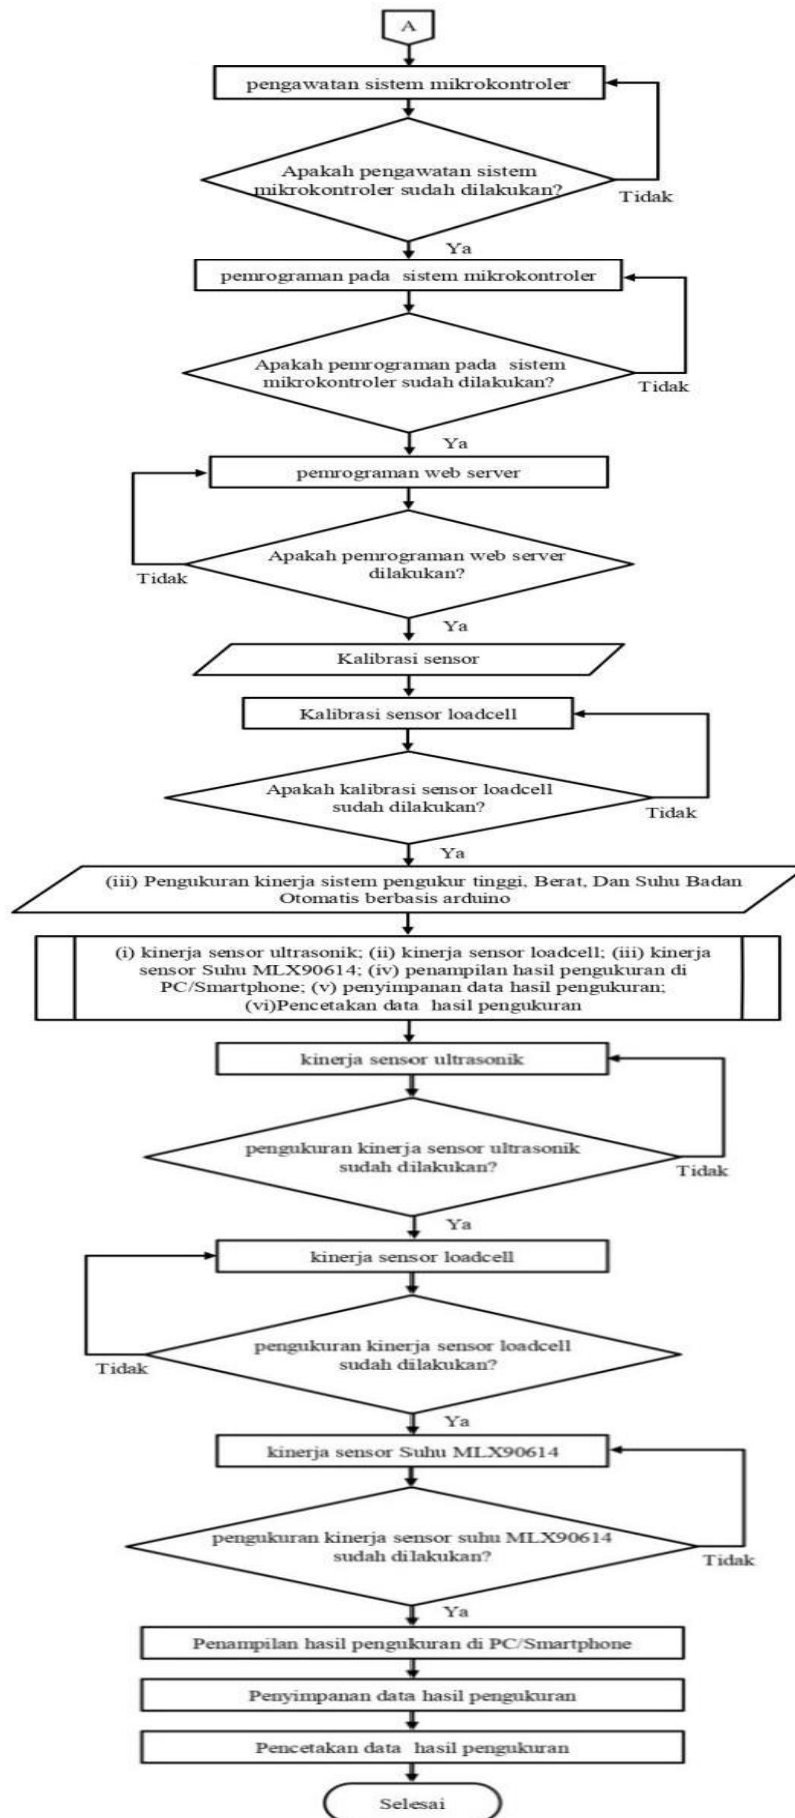 A
pengawatan sistem mikrokontroler
Apakah pengawatan sistem
mikrokontroler sudah dilakukan?
Tidak
Ya
pemrograman pada sistem mikrokontroler
Apakah pemrograman pada sistem
mikrokontroler sudah dilakukan?
Tidak
Ya
pemrograman web server
Apakah pemrograman web server
dilakukan?
Tidak
Ya
Kalibrasi sensor
Kalibrasi sensor loadcell
Apakah kalibrasi sensor loadcell
sudah dilakukan?
Tidak
Ya
(iii) Pengukuran kinerja sistem pengukur tinggi, Berat, Dan Suhu Badan
Otomatis berbasis arduino
(i) kinerja sensor ultrasonik; (ii) kinerja sensor loadcell; (iii) kinerja
sensor Suhu MLX90614; (iv) penampilan hasil pengukuran di
PC/Smartphone; (v) penyimpanan data hasil pengukuran;
(vi)Pencetakan data hasil pengukuran
kinerja sensor ultrasonik
pengukuran kinerja sensor ultrasonik
sudah dilakukan?
Tidak
Ya
kinerja sensor loadcell
pengukuran kinerja sensor loadcell
sudah dilakukan?
Tidak
Ya
kinerja sensor Suhu MLX90614
pengukuran kinerja sensor suhu MLX90614
sudah dilakukan?
Tidak
Ya
Penampilan hasil pengukuran di PC/Smartphone
Penyimpanan data hasil pengukuran
Pencetakan data hasil pengukuran
Selesai